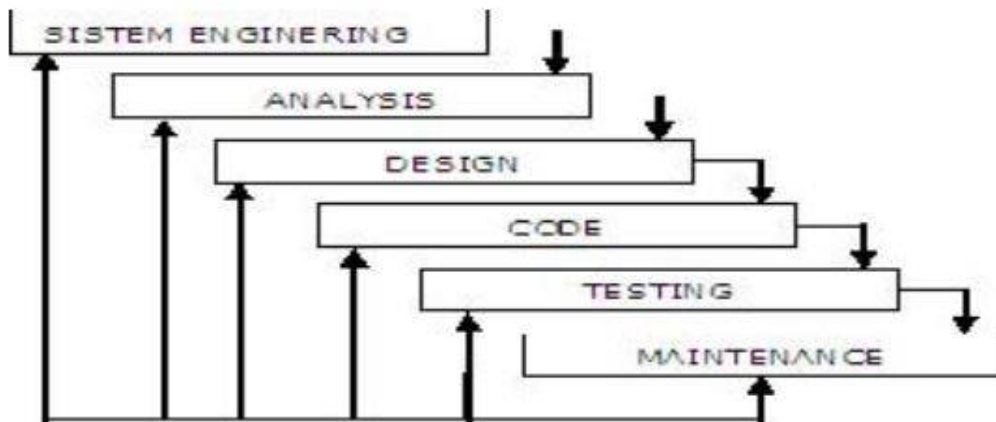 SISTEM ENGINERING
ANALYSIS
DESIGN
CODE
TESTING
MAINTENANCE